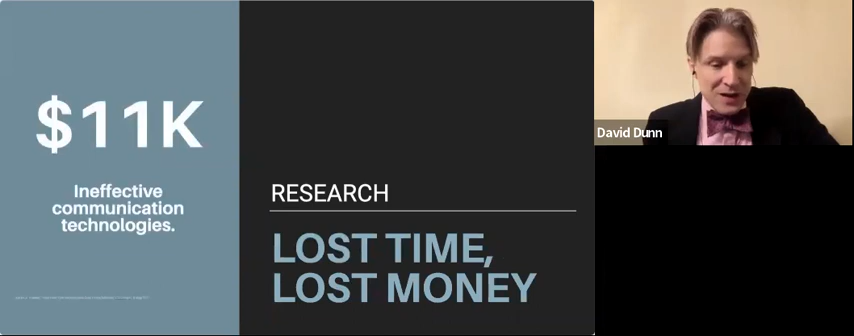 $11K
Ineffective
communication
technologies.
RESEARCH
LOST TIME,
LOST MONEY
David Dunn